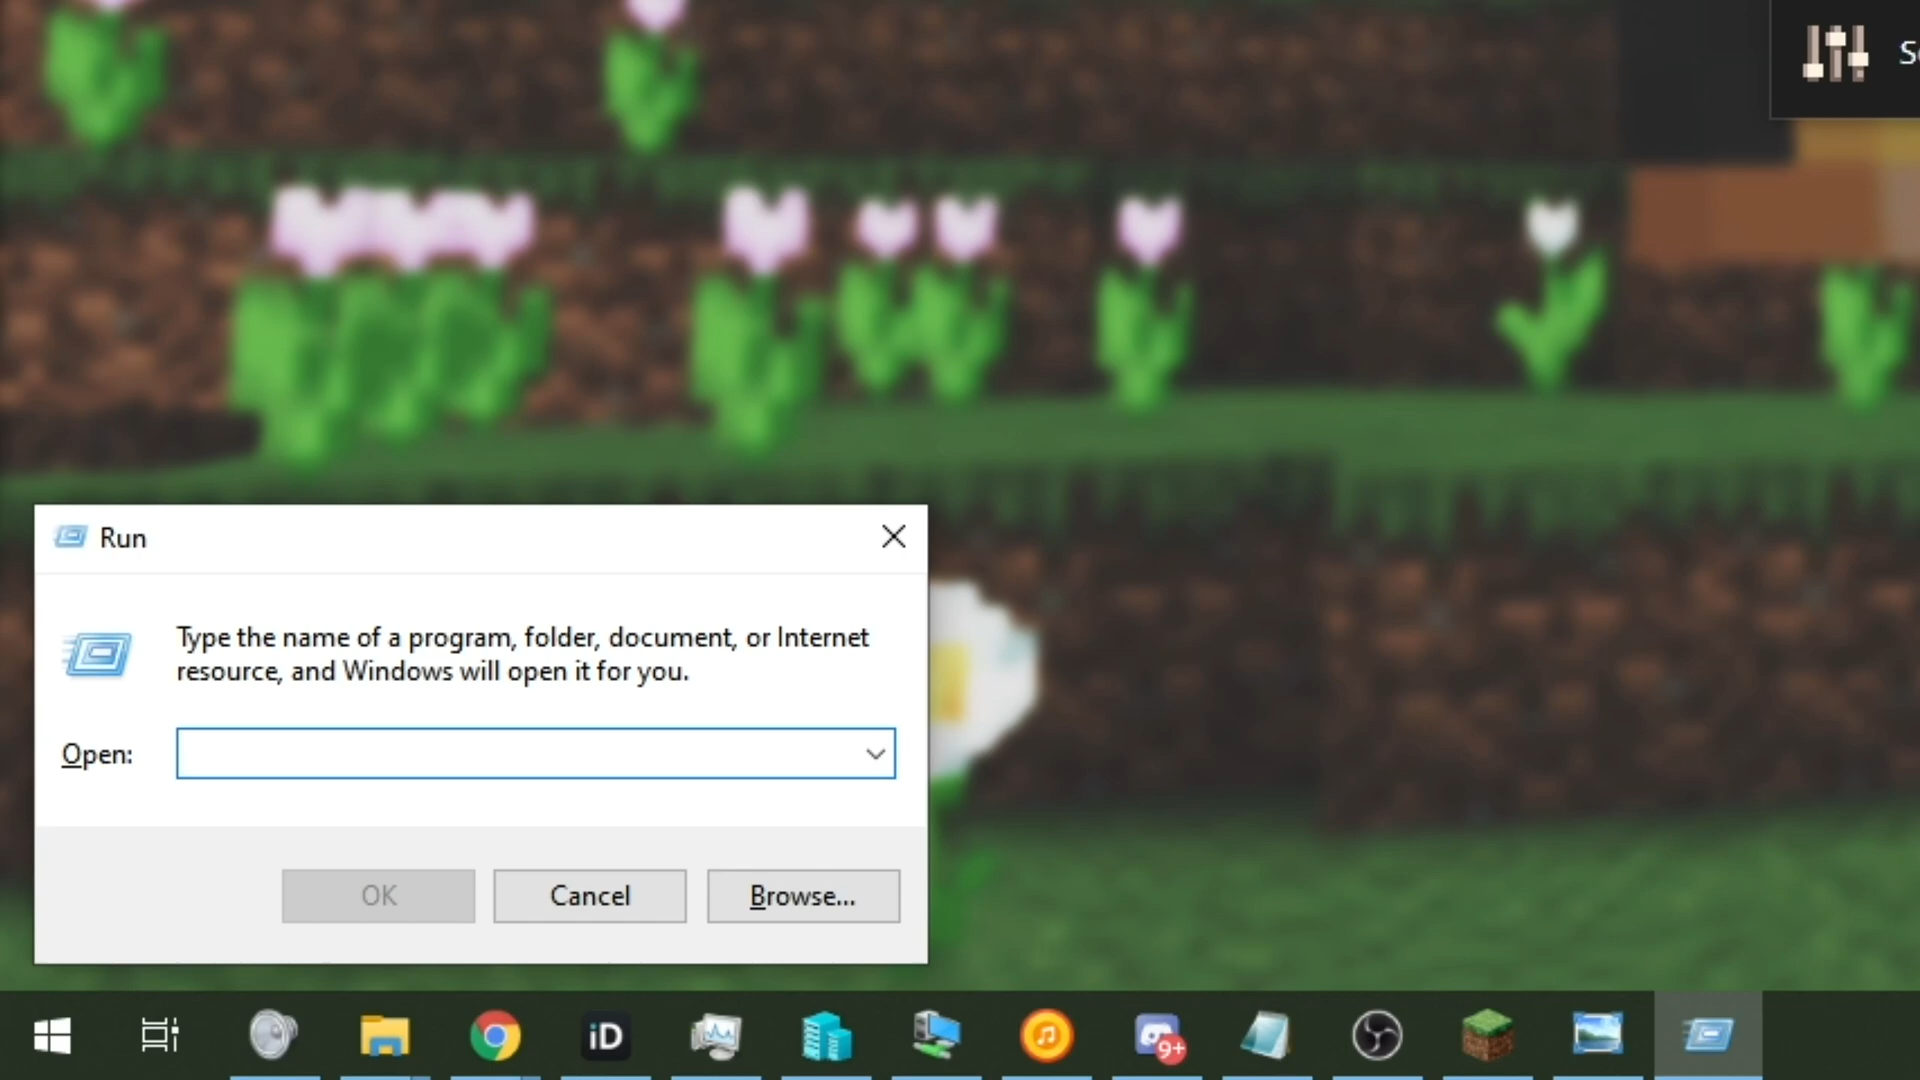 Run
Type the name of a program, folder, document, or Internet
resource, and Windows will open it for you.
Open:
OK
Cancel
Browse...
iD
9+